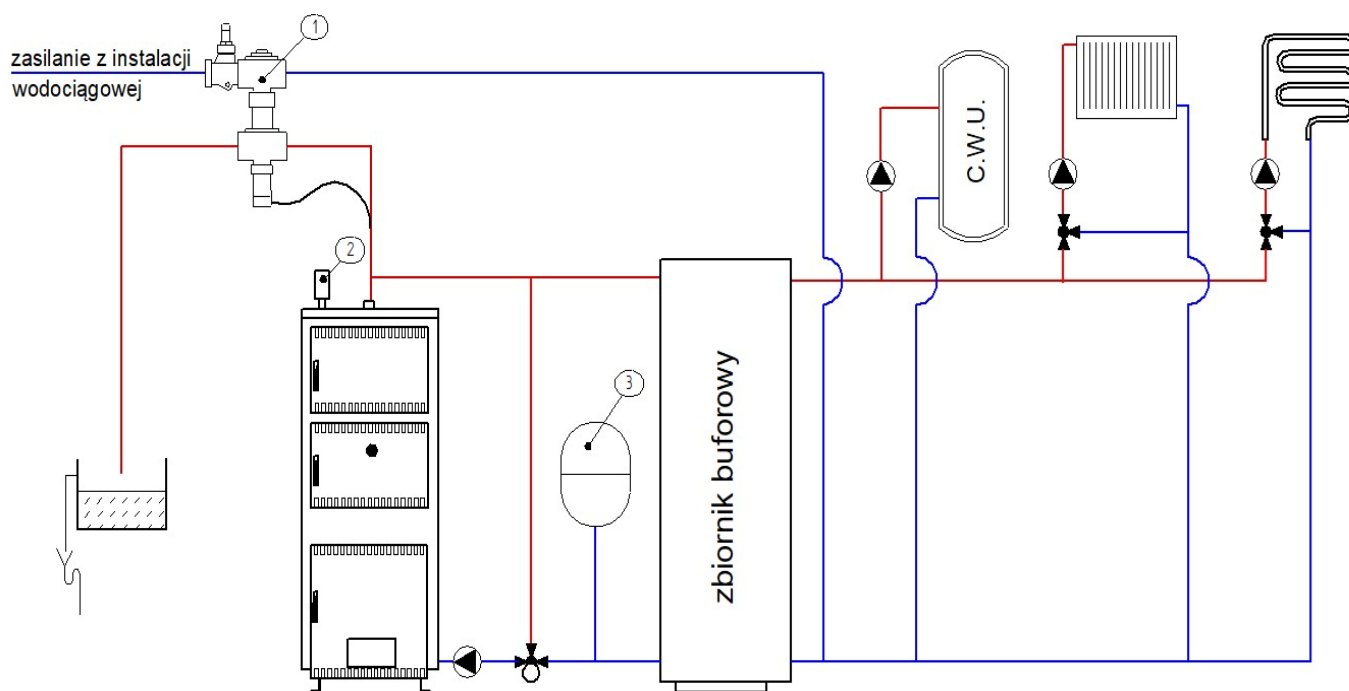 zasilanie z instalacji
wodociągowej
1
2
3
C.W.U.
zbiornik buforowy